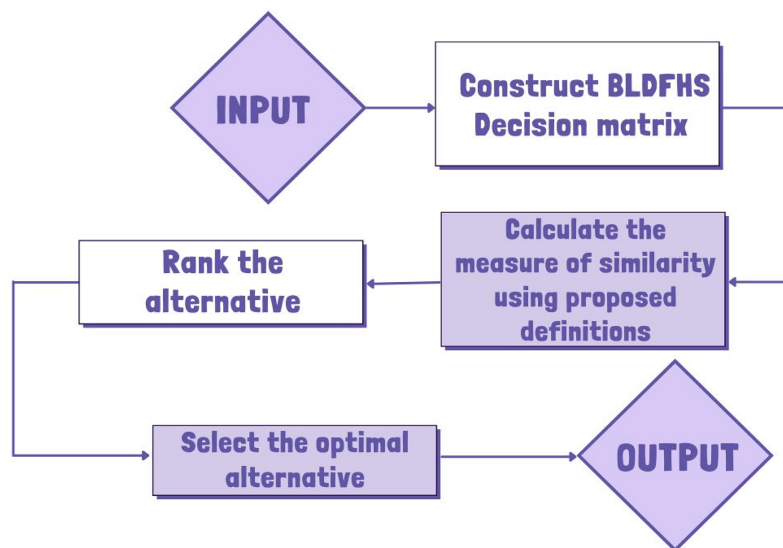 INPUT
Construct BLDFHS
Decision matrix
Calculate the
measure of similarity
using proposed
definitions
Rank the
alternative
Select the optimal
alternative
OUTPUT